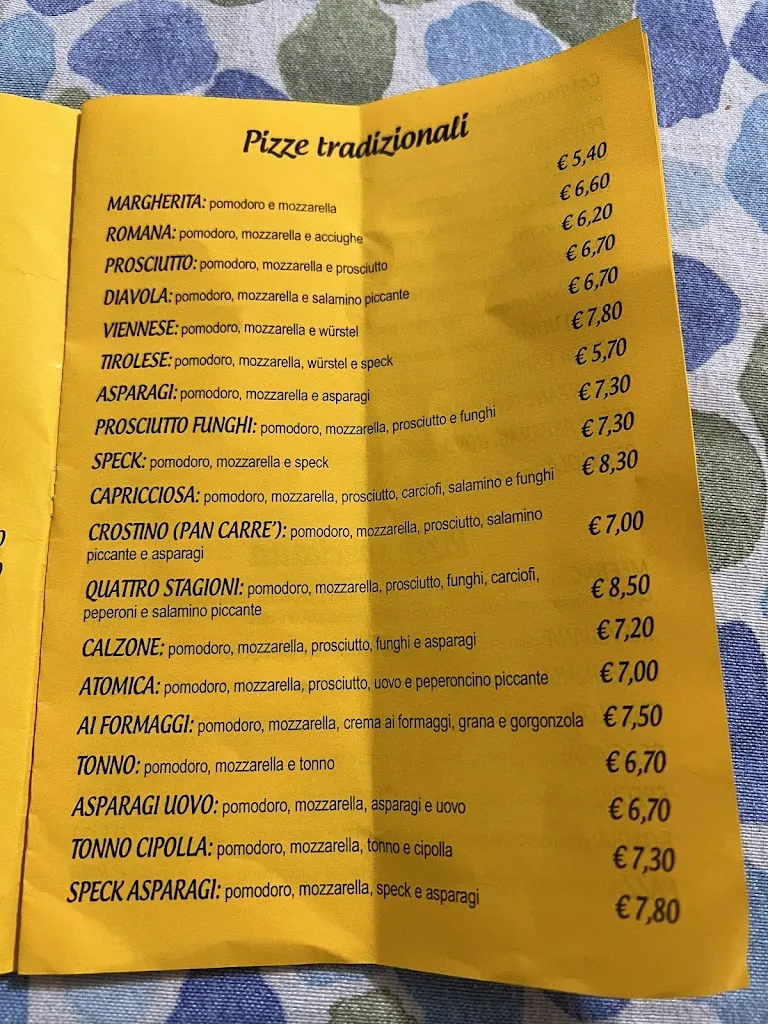 Pizze tradizionali
MARGHERITA: pomodoro e mozzarella € 5,40
ROMANA: pomodoro, mozzarella e acciughe € 6,60
PROSCIUTTO: pomodoro, mozzarella e prosciutto € 6,20
DIAVOLA: pomodoro, mozzarella e salamino piccante € 6,70
VIENNESE: pomodoro, mozzarella e würstel € 6,70
TIROLESE: pomodoro, mozzarella, würstel e speck € 7,80
ASPARAGI: pomodoro, mozzarella e asparagi € 5,70
PROSCIUTTO FUNGHI: pomodoro, mozzarella, prosciutto e funghi € 7,30
SPECK: pomodoro, mozzarella e speck € 7,30
CAPRICCIOSA: pomodoro, mozzarella, prosciutto, carciofi, salamino e funghi € 8,30
CROSTINO (PAN CARRE'): pomodoro, mozzarella, prosciutto, salamino € 7,00
piccante e asparagi
QUATTRO STAGIONI: pomodoro, mozzarella, prosciutto, funghi, carciofi, € 8,50
peperoni e salamino piccante
CALZONE: pomodoro, mozzarella, prosciutto, funghi e asparagi € 7,20
ATOMICA: pomodoro, mozzarella, prosciutto, uovo e peperoncino piccante € 7,00
AI FORMAGGI: pomodoro, mozzarella, crema ai formaggi, grana e gorgonzola € 7,50
TONNO: pomodoro, mozzarella e tonno € 6,70
ASPARAGI UOVO: pomodoro, mozzarella, asparagi e uovo € 6,70
TONNO CIPOLLA: pomodoro, mozzarella, tonno e cipolla € 7,30
SPECK ASPARAGI: pomodoro, mozzarella, speck e asparagi € 7,80